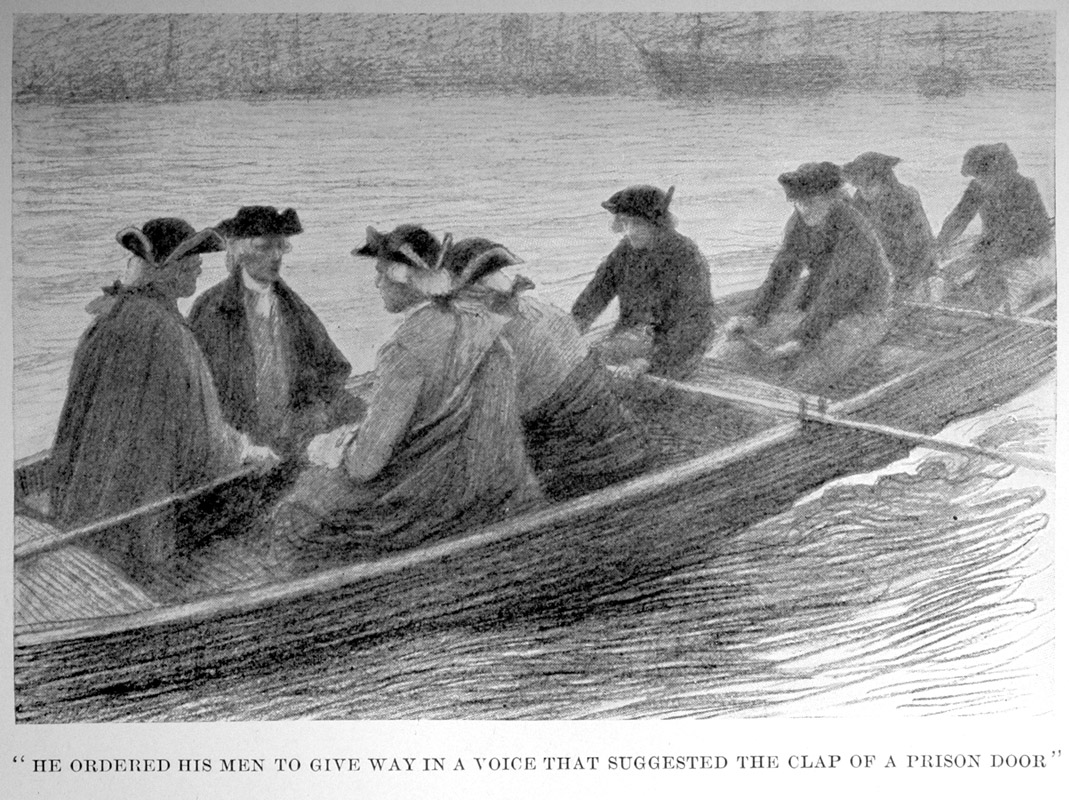 “HE ORDERED HIS MEN TO GIVE WAY IN A VOICE THAT SUGGESTED THE CLAP OF A PRISON DOOR”